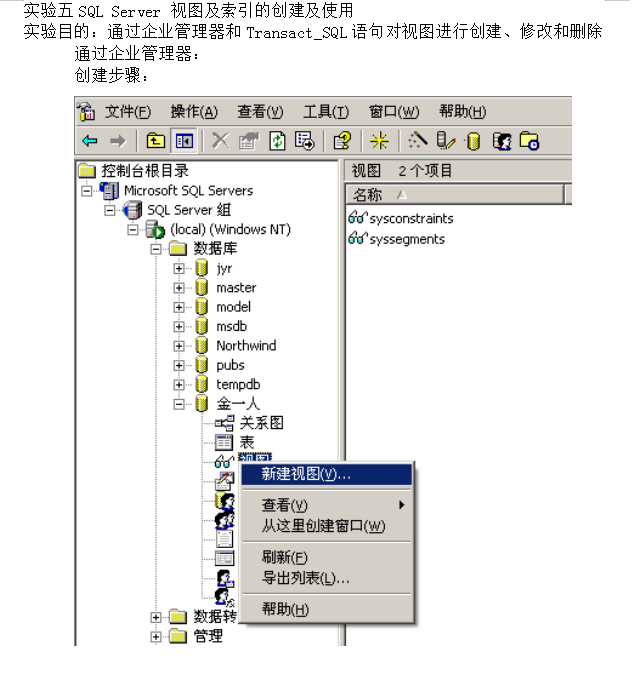 实验五 SQL Server 视图及索引的创建及使用
实验目的：通过企业管理器和 Transact_SQL 语句对视图进行创建、修改和删除
通过企业管理器：
创建步骤：
文件(F) 操作(A) 查看(V) 工具(T) 窗口(W) 帮助(H)
控制台根目录
Microsoft SQL Servers
SQL Server 组
(local) (Windows NT)
数据库
jyr
master
model
msdb
Northwind
pubs
tempdb
金一人
关系图
表
视图
新建视图(V)...
查看(V)
从这里创建窗口(W)
刷新(F)
导出列表(L)...
帮助(H)
数据转
管理
视图 2 个项目
名称
sysconstraints
syssegments